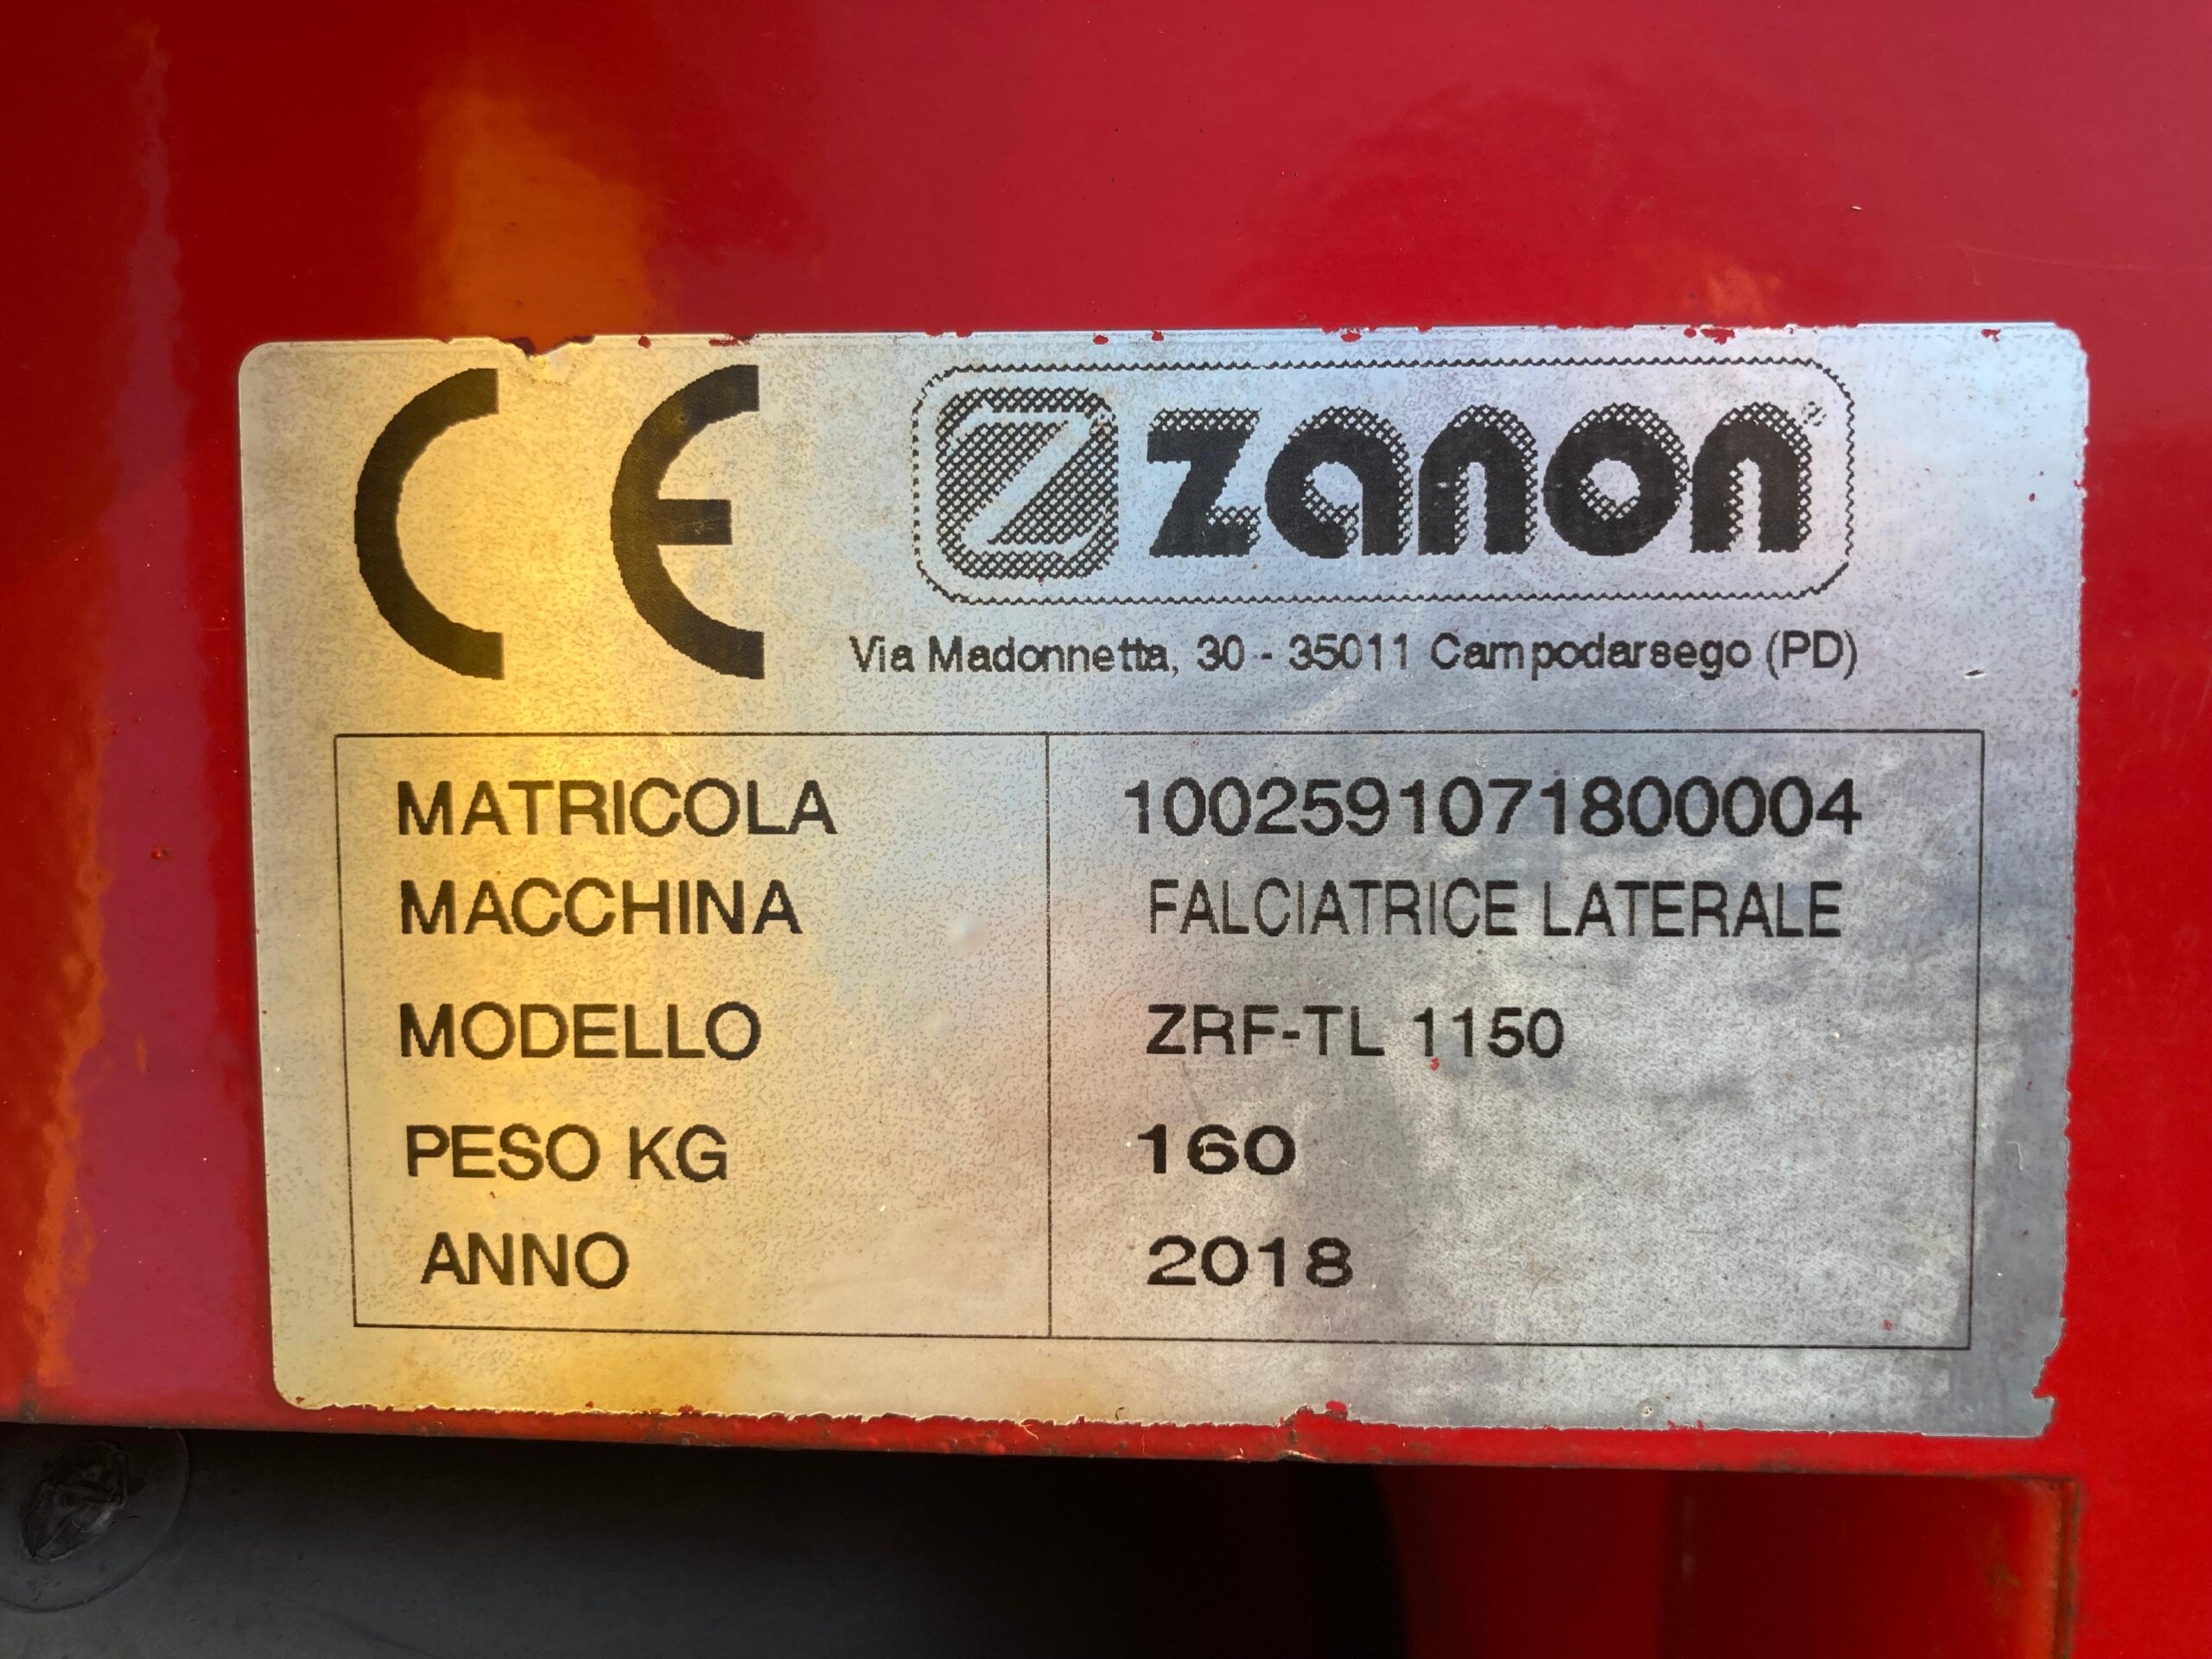 CE
Z zanon®
Via Madonnetta, 30 - 35011 Campodarsego (PD)
MATRICOLA 1002591071800004
MACCHINA FALCIATRICE LATERALE
MODELLO ZRF-TL 1150
PESO KG 160
ANNO 2018